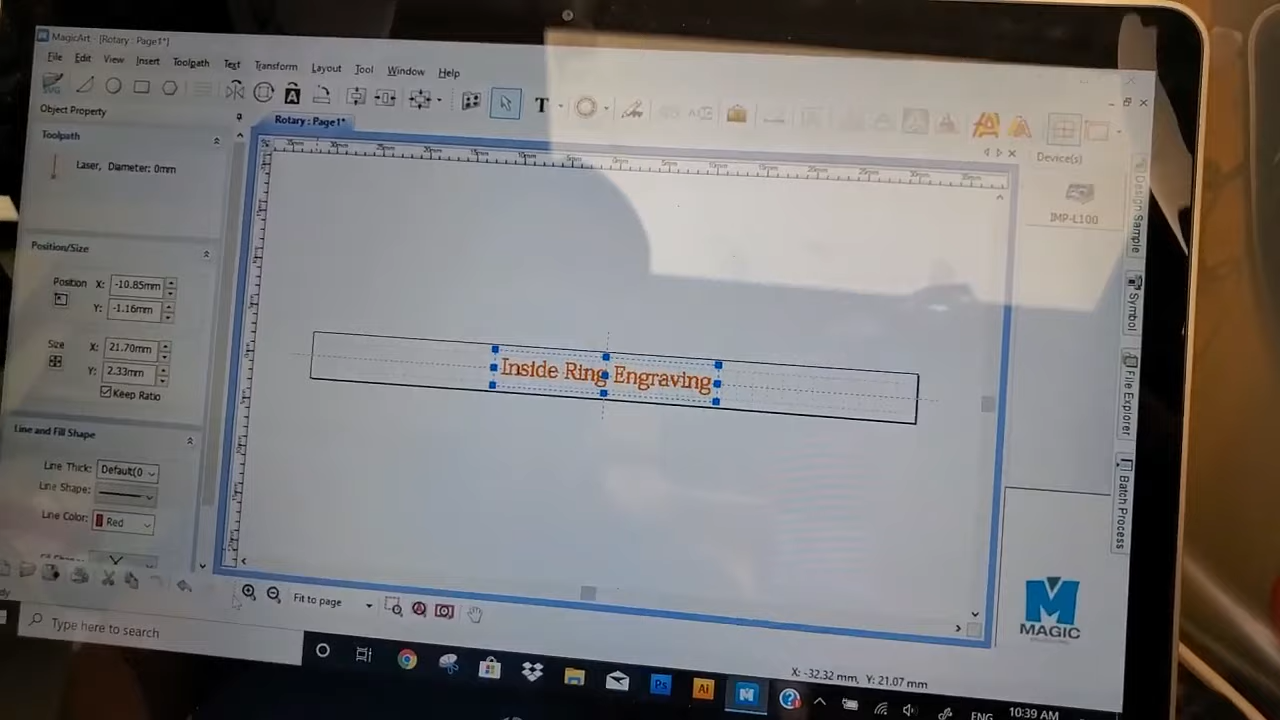 MagicArt - [Rotary : Page1*]
File Edit View Insert Toolpath Text Transform Layout Tool Window Help
SVG
A
T
Object Property
Rotary : Page1*
Device(s)
Toolpath
Laser, Diameter: 0mm
IMP-L100
Design Sample
Symbol
File Explorer
Batch Process
Position/Size
Position X: -10.85mm
Y: -1.16mm
Size X: 21.70mm
Y: 2.33mm
Keep Ratio
Inside Ring Engraving
Line and Fill Shape
Line Thick: Default(0
Line Shape:
Line Color: Red
Fit to page
M
MAGIC
Type here to search
X: -32.32 mm, Y: 21.07 mm
Ps
Ai
M
ENG
10:39 AM